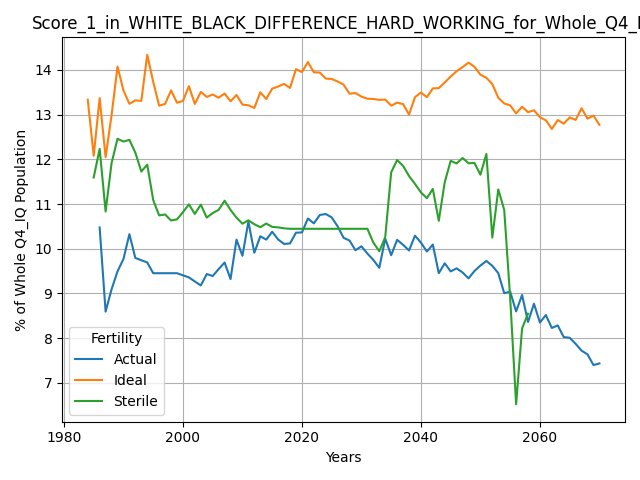 Score_1_in_WHITE_BLACK_DIFFERENCE_HARD_WORKING_for_Whole_Q4_I
14
13
12
11
10
9
8
7
% of Whole Q4_IQ Population
Fertility
Actual
Ideal
Sterile
1980
2000
2020
2040
2060
Years